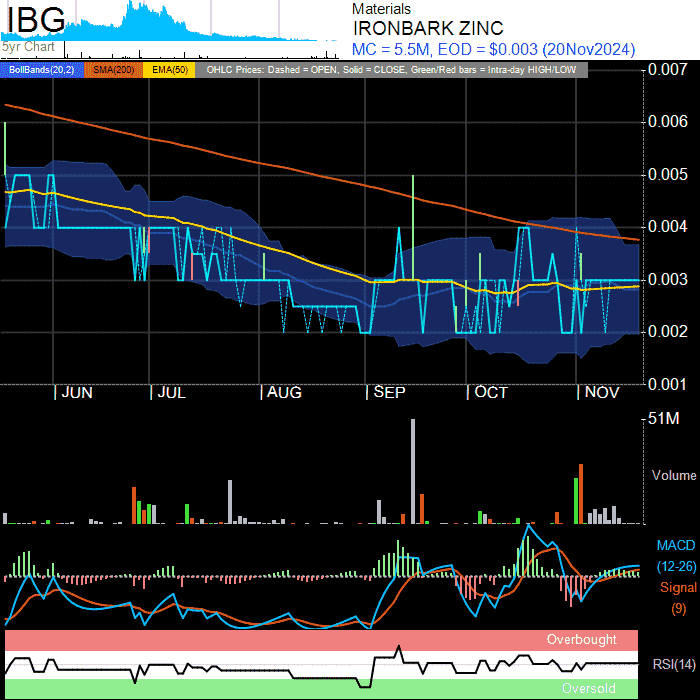 IBG
5yr Chart
Materials
IRONBARK ZINC
MC = 5.5M, EOD = $0.003 (20Nov2024)
BollBands(20,2) SMA(200) EMA(50) OHLC Prices: Dashed = OPEN, Solid = CLOSE, Green/Red bars = Intra-day HIGH/LOW
0.007
0.006
0.005
0.004
0.003
0.002
0.001
| JUN | JUL | AUG | SEP | OCT | NOV
51M
Volume
MACD
(12-26)
Signal
(9)
Overbought
RSI(14)
Oversold